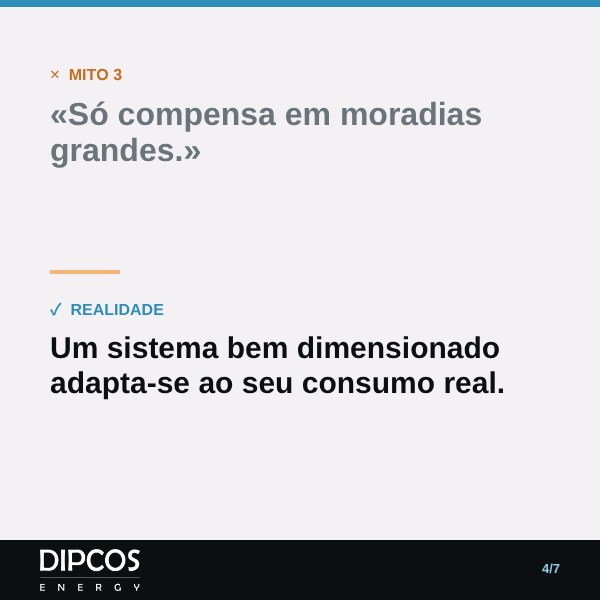 × MITO 3
«Só compensa em moradias
grandes.»
✓ REALIDADE
Um sistema bem dimensionado
adapta-se ao seu consumo real.
DIPCOS
ENERGY
4/7